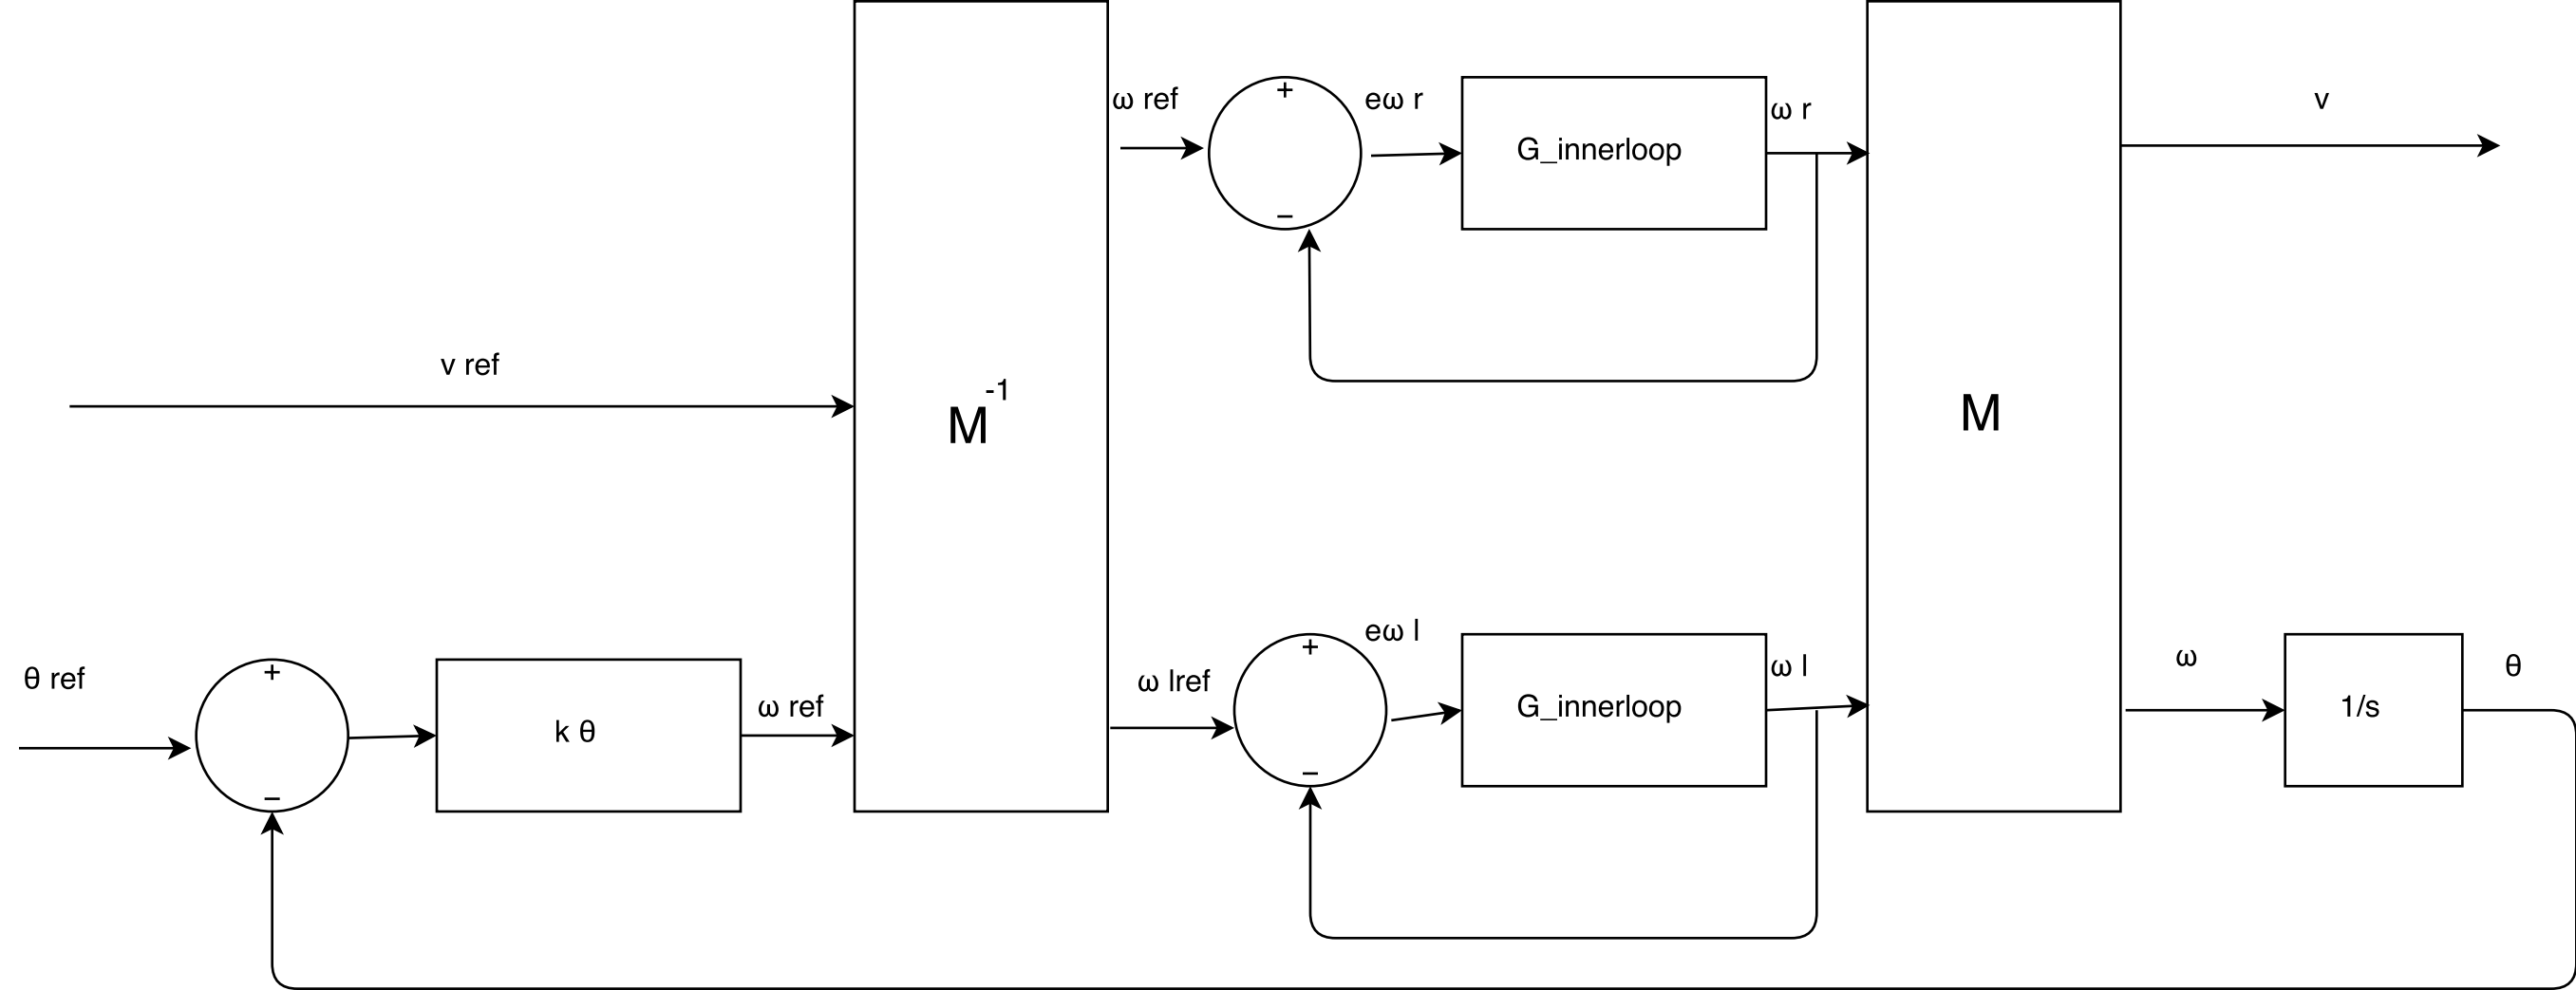 ω ref
+
−
eω r
G_innerloop
ω r
v
v ref
M
-1
M
θ ref
+
−
k θ
ω ref
ω lref
+
−
eω l
G_innerloop
ω l
ω
1/s
θ